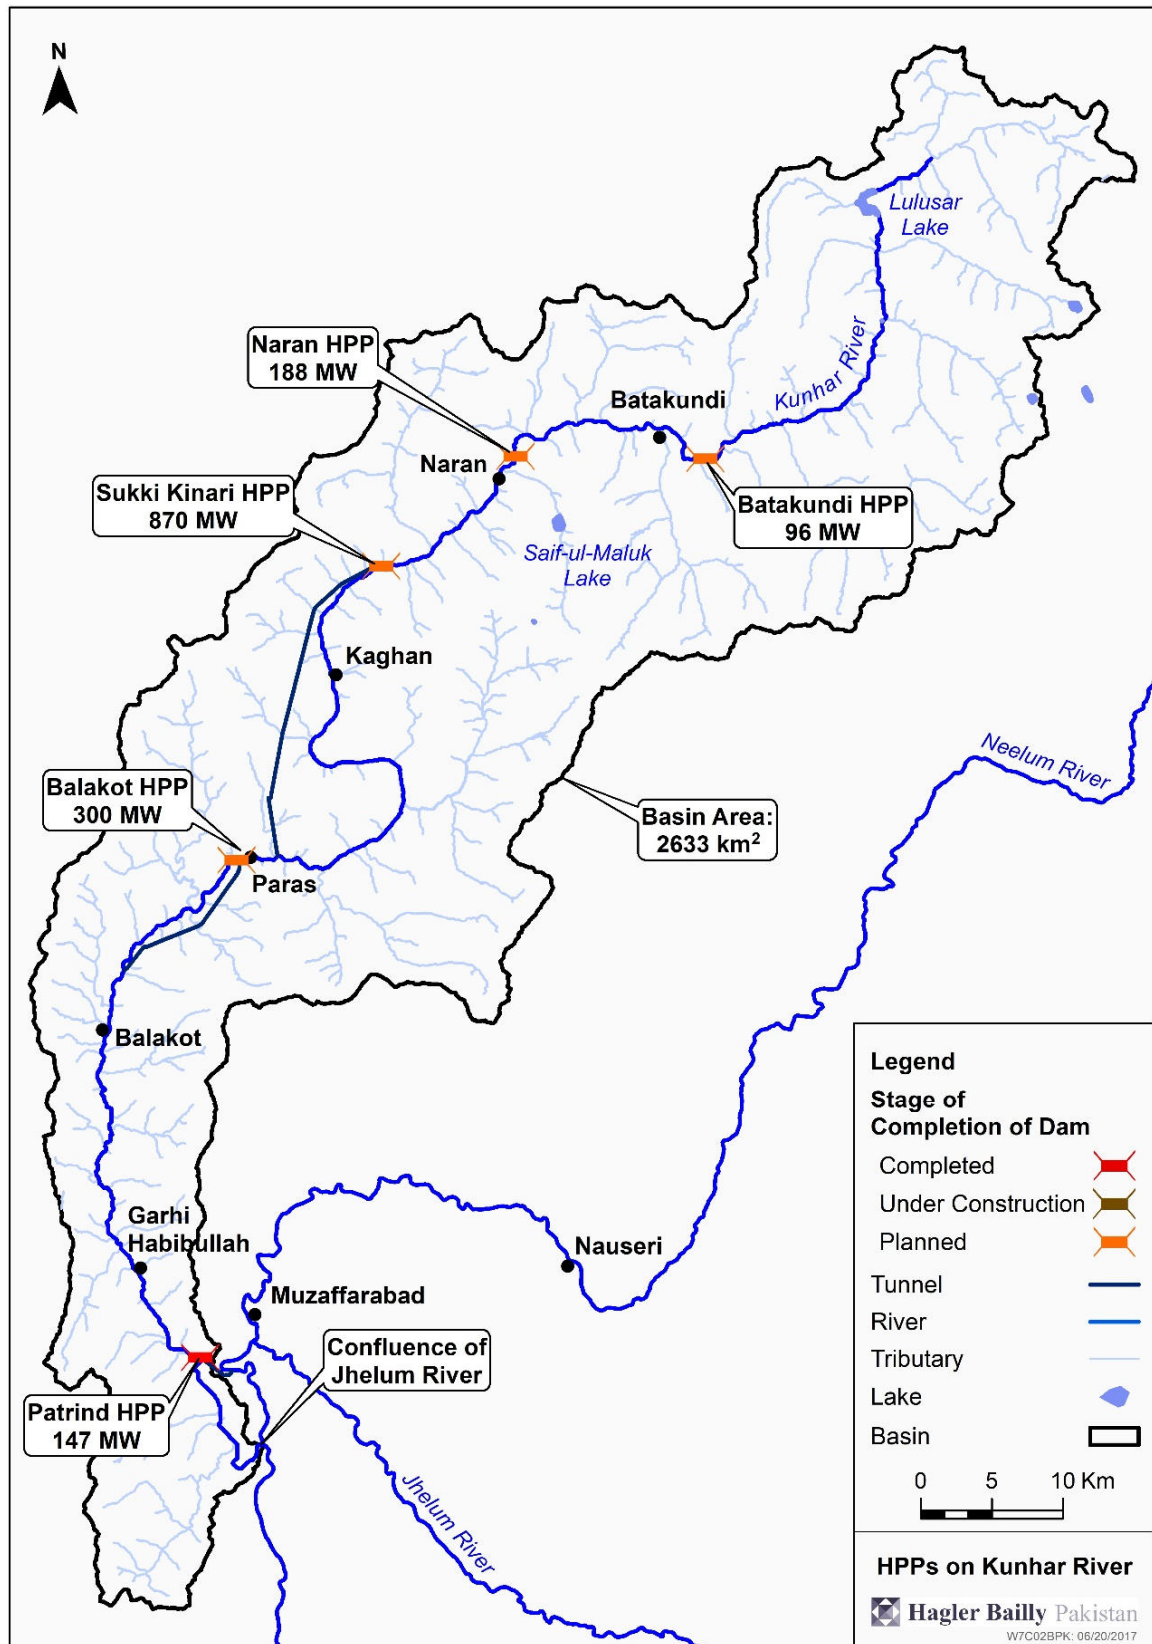 N
Lulusar
Lake
Naran HPP
188 MW
Kunhar River
Batakundi
Naran
Sukki Kinari HPP
870 MW
Batakundi HPP
96 MW
Saif-ul-Maluk
Lake
Kaghan
Neelum River
Balakot HPP
300 MW
Basin Area:
2633 km²
Paras
Balakot
Garhi
Habibullah
Nauseri
Muzaffarabad
Confluence of
Jhelum River
Patrind HPP
147 MW
Jhelum River
Legend
Stage of
Completion of Dam
Completed
Under Construction
Planned
Tunnel
River
Tributary
Lake
Basin
0 5 10 Km
HPPs on Kunhar River
Hagler Bailly Pakistan
W7C02BPK: 06/20/2017